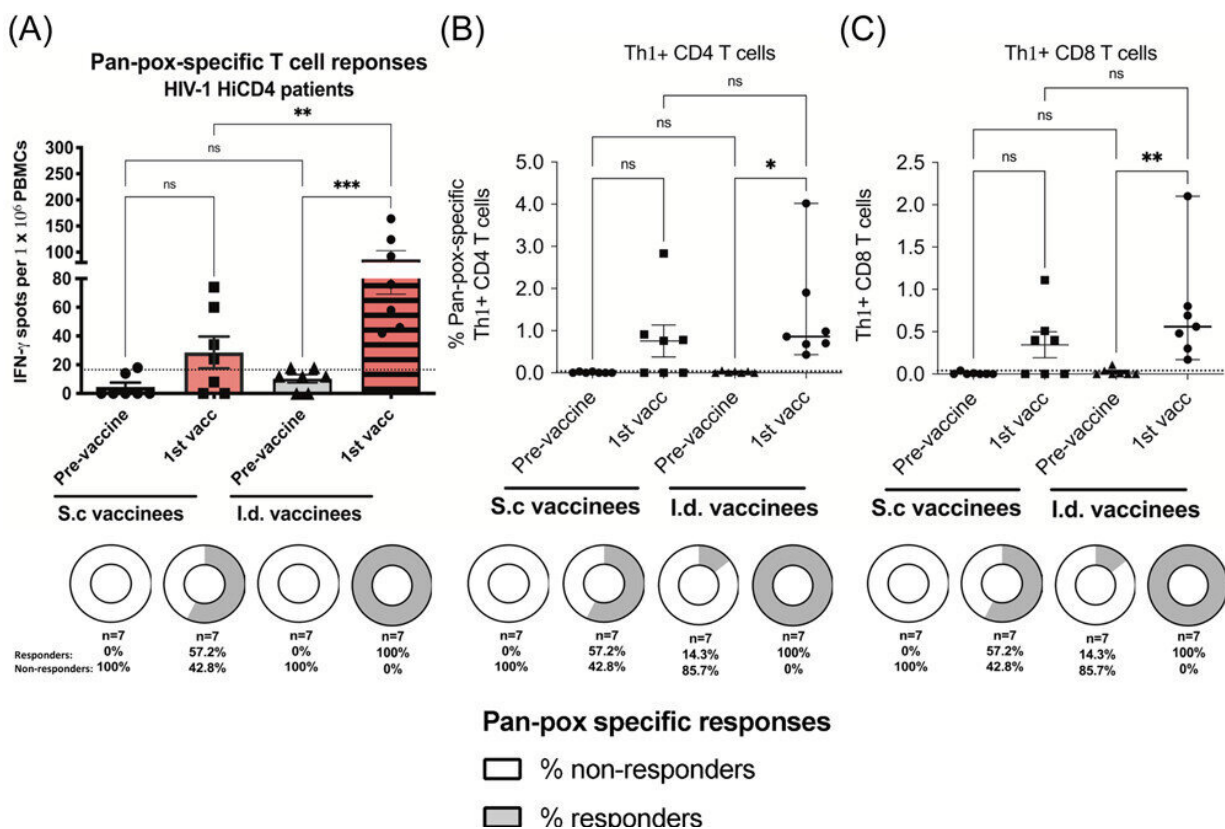 (A)
Pan-pox-specific T cell reponses
HIV-1 HiCD4 patients
**
ns
ns
***
IFN-γ spots per 1 x 10⁶ PBMCs
300
250
200
150
100
80
60
40
20
0
Pre-vaccine
1st vacc
Pre-vaccine
1st vacc
S.c vaccinees
I.d. vaccinees
n=7
n=7
n=7
n=7
Responders: 0% 57.2% 0% 100%
Non-responders: 100% 42.8% 100% 0%
(B)
Th1+ CD4 T cells
ns
ns
ns
*
% Pan-pox-specific
Th1+ CD4 T cells
5.0
4.0
3.0
2.0
1.0
0.0
Pre-vaccine
1st vacc
Pre-vaccine
1st vacc
S.c vaccinees
I.d. vaccinees
n=7
n=7
n=7
n=7
0% 57.2% 14.3% 100%
100% 42.8% 85.7% 0%
(C)
Th1+ CD8 T cells
ns
ns
ns
**
Th1+ CD8 T cells
2.5
2.0
1.5
1.0
0.5
0.0
Pre-vaccine
1st vacc
Pre-vaccine
1st vacc
S.c vaccinees
I.d. vaccinees
n=7
n=7
n=7
n=7
0% 57.2% 14.3% 100%
100% 42.8% 85.7% 0%
Pan-pox specific responses
% non-responders
% responders